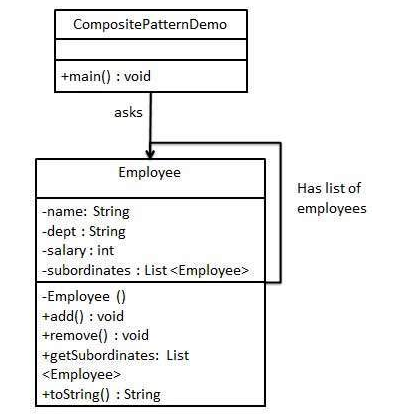 CompositePatternDemo
+main() : void
asks
Employee
Has list of
employees
-name: String
-dept : String
-salary : int
-subordinates : List <Employee>
-Employee ()
+add() : void
+remove() : void
+getSubordinates: List
<Employee>
+toString() : String